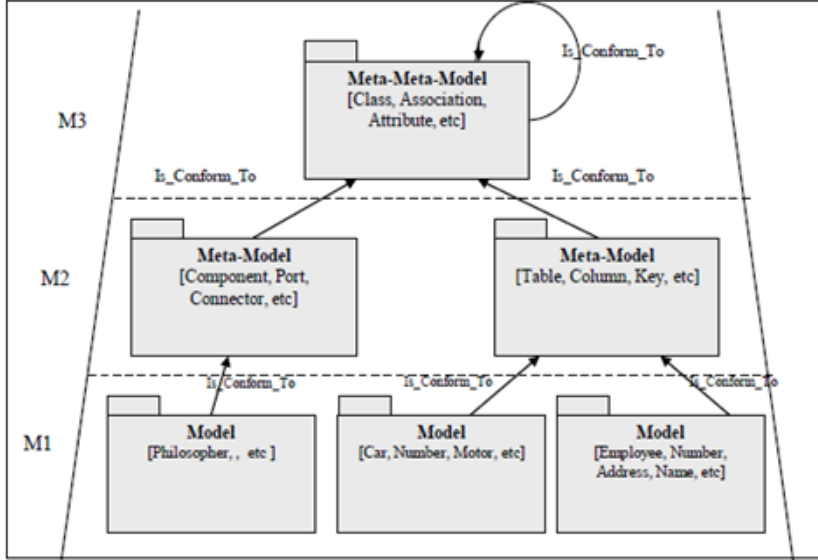 Is_Conform_To
Meta-Meta-Model
[Class, Association,
Attribute, etc]
M3
Is_Conform_To
Is_Conform_To
Meta-Model
[Component, Port,
Connector, etc]
Meta-Model
[Table, Column, Key, etc]
M2
Is_Conform_To
Is_Conform_To
Is_Conform_To
Model
[Philosopher, , etc ]
Model
[Car, Number, Motor, etc]
Model
[Employee, Number,
Address, Name, etc]
M1